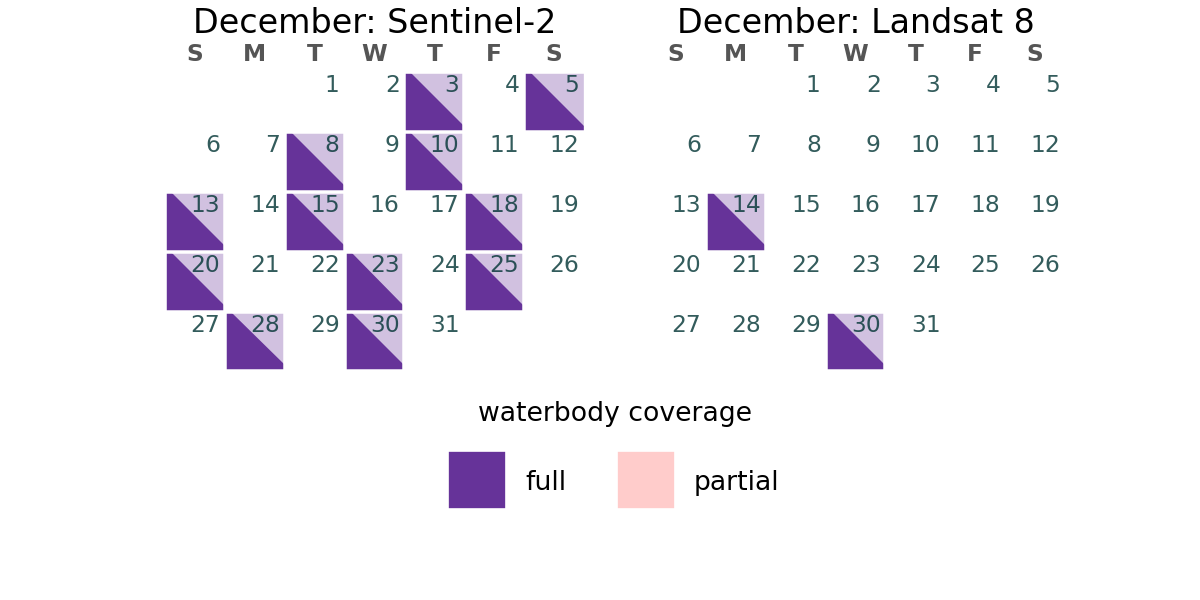 December: Sentinel-2
S M T W T F S
1 2 3 4 5
6 7 8 9 10 11 12
13 14 15 16 17 18 19
20 21 22 23 24 25 26
27 28 29 30 31
December: Landsat 8
S M T W T F S
1 2 3 4 5
6 7 8 9 10 11 12
13 14 15 16 17 18 19
20 21 22 23 24 25 26
27 28 29 30 31
waterbody coverage
full partial